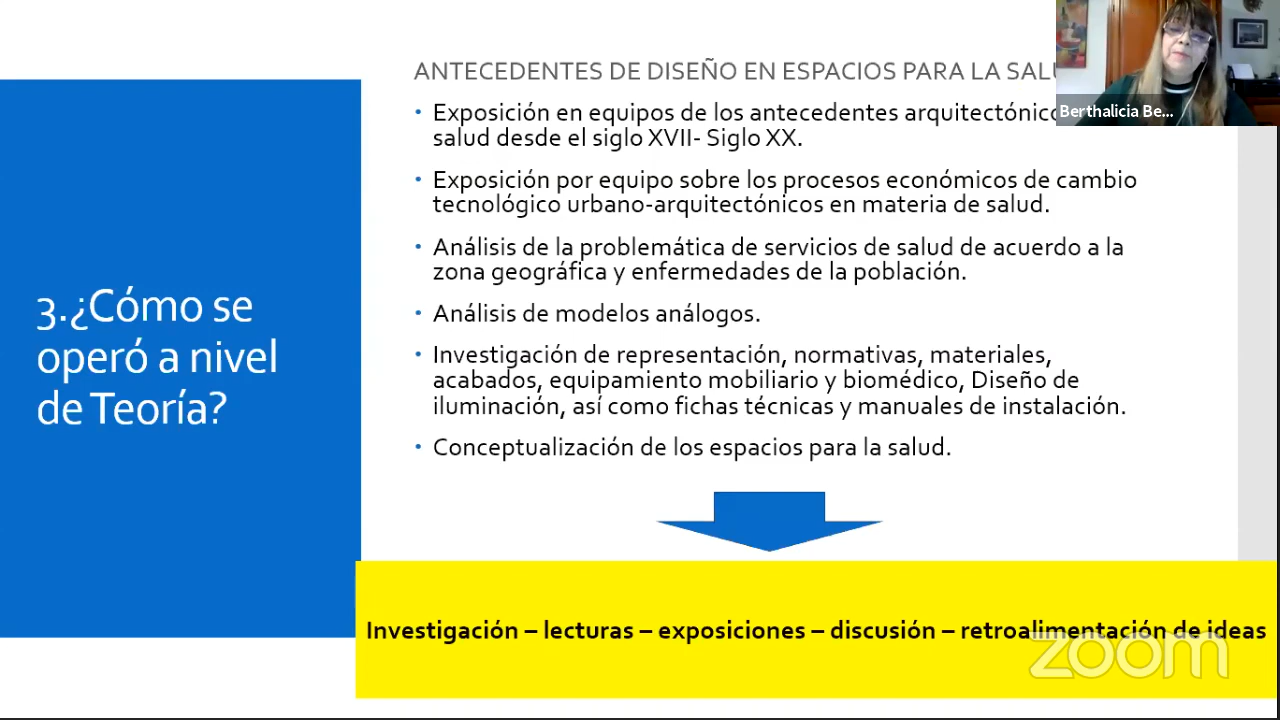 ANTECEDENTES DE DISEÑO EN ESPACIOS PARA LA
Exposición en equipos de los antecedentes
salud desde el siglo XVII- Siglo XX.
Exposición por equipo sobre los procesos económicos de cambio
tecnológico urbano-arquitectónicos en materia de salud.
Análisis de la problemática de servicios de salud de acuerdo a la
zona geográfica y enfermedades de la población.
Análisis de modelos análogos.
Investigación de representación, normativas, materiales,
acabados, equipamiento mobiliario y biomédico, Diseño de
iluminación, así como fichas técnicas y manuales de instalación.
Conceptualización de los espacios para la salud.
3.¿Cómo se
operó a nivel
de Teoría?
Investigación – lecturas – exposiciones – discusión – retroalimentación de ideas
Berthalicia Be...
zoom